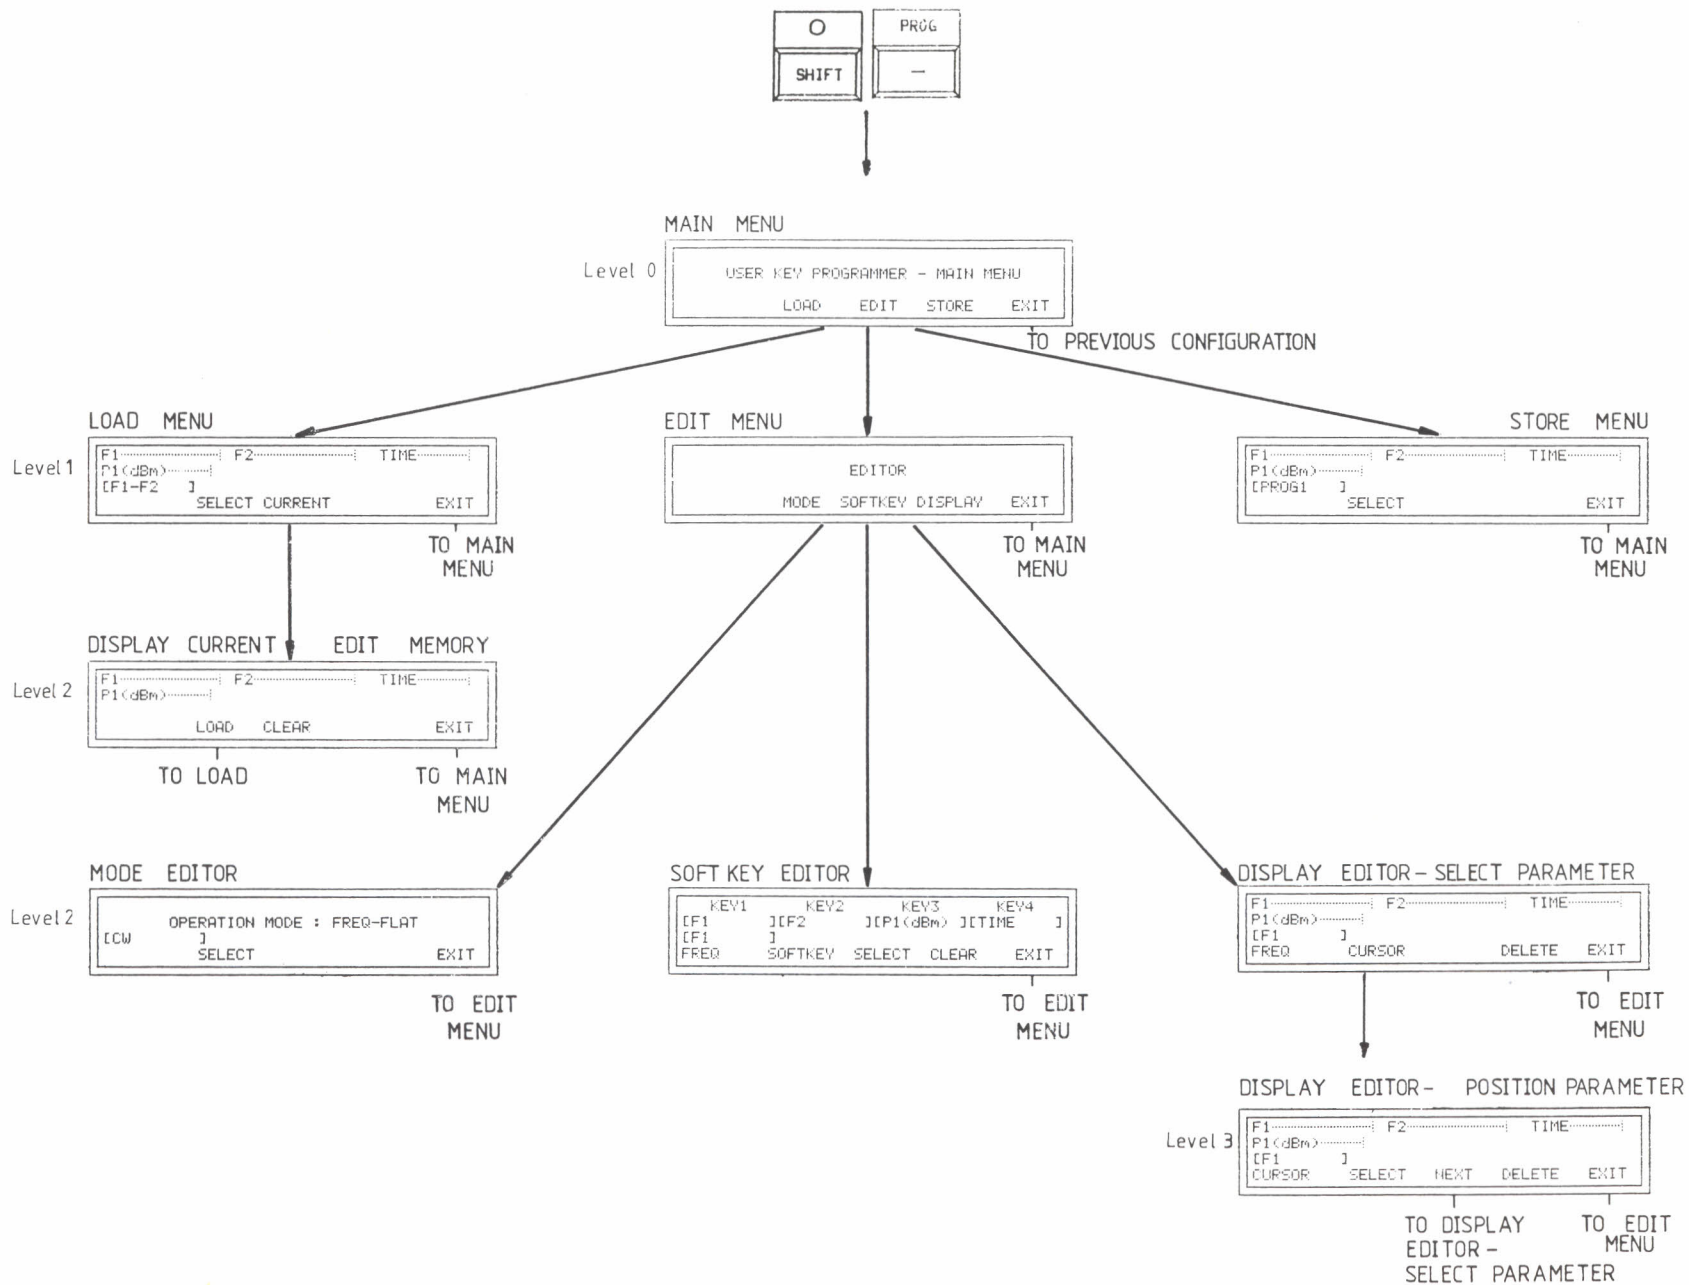 O PROG
SHIFT —
MAIN MENU
Level 0
USER KEY PROGRAMMER - MAIN MENU
LOAD EDIT STORE EXIT
TO PREVIOUS CONFIGURATION
LOAD MENU
Level 1
F1 F2 TIME
P1(dBm)
[F1-F2 ]
SELECT CURRENT EXIT
TO MAIN
MENU
EDIT MENU
EDITOR
MODE SOFTKEY DISPLAY EXIT
TO MAIN
MENU
STORE MENU
F1 F2 TIME
P1(dBm)
[PROG1 ]
SELECT EXIT
TO MAIN
MENU
DISPLAY CURRENT EDIT MEMORY
Level 2
F1 F2 TIME
P1(dBm)
LOAD CLEAR EXIT
TO LOAD
TO MAIN
MENU
MODE EDITOR
Level 2
OPERATION MODE : FREQ-FLAT
[CW ]
SELECT EXIT
TO EDIT
MENU
SOFT KEY EDITOR
KEY1 KEY2 KEY3 KEY4
[F1 ][F2 ][P1(dBm) ][TIME ]
[F1 ]
FREQ SOFTKEY SELECT CLEAR EXIT
TO EDIT
MENU
DISPLAY EDITOR - SELECT PARAMETER
F1 F2 TIME
P1(dBm)
[F1 ]
FREQ CURSOR DELETE EXIT
TO EDIT
MENU
DISPLAY EDITOR - POSITION PARAMETER
Level 3
F1 F2 TIME
P1(dBm)
[F1 ]
CURSOR SELECT NEXT DELETE EXIT
TO DISPLAY
EDITOR -
SELECT PARAMETER
TO EDIT
MENU